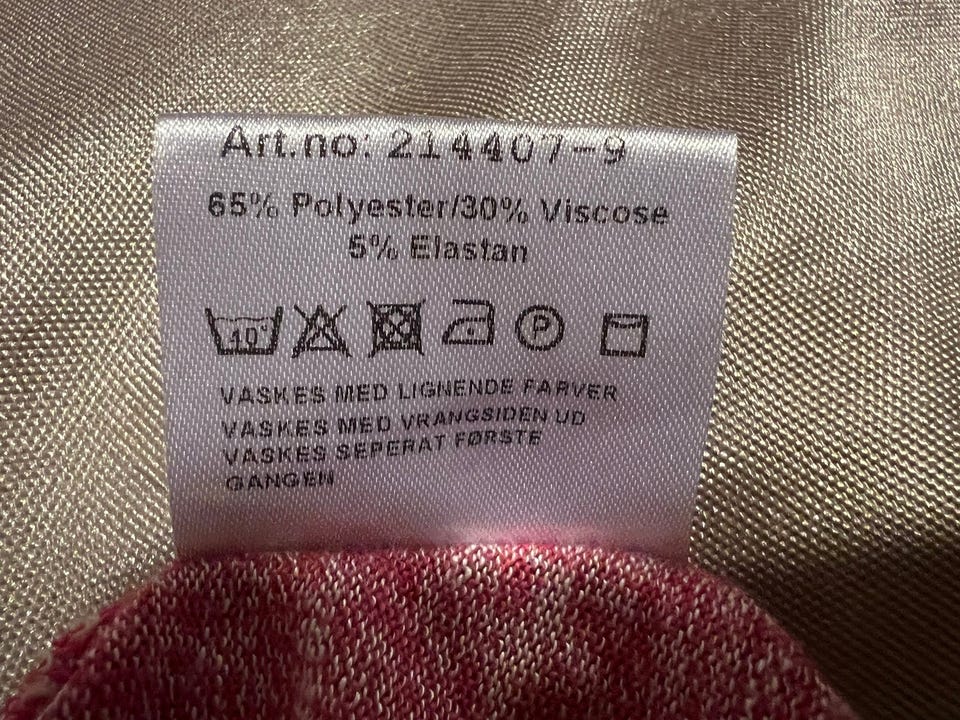 Art.no: 214407-9
65% Polyester/30% Viscose
5% Elastan
40° P
VASKES MED LIGNENDE FARVER
VASKES MED VRANGSIDEN UD
VASKES SEPERAT FØRSTE
GANGEN